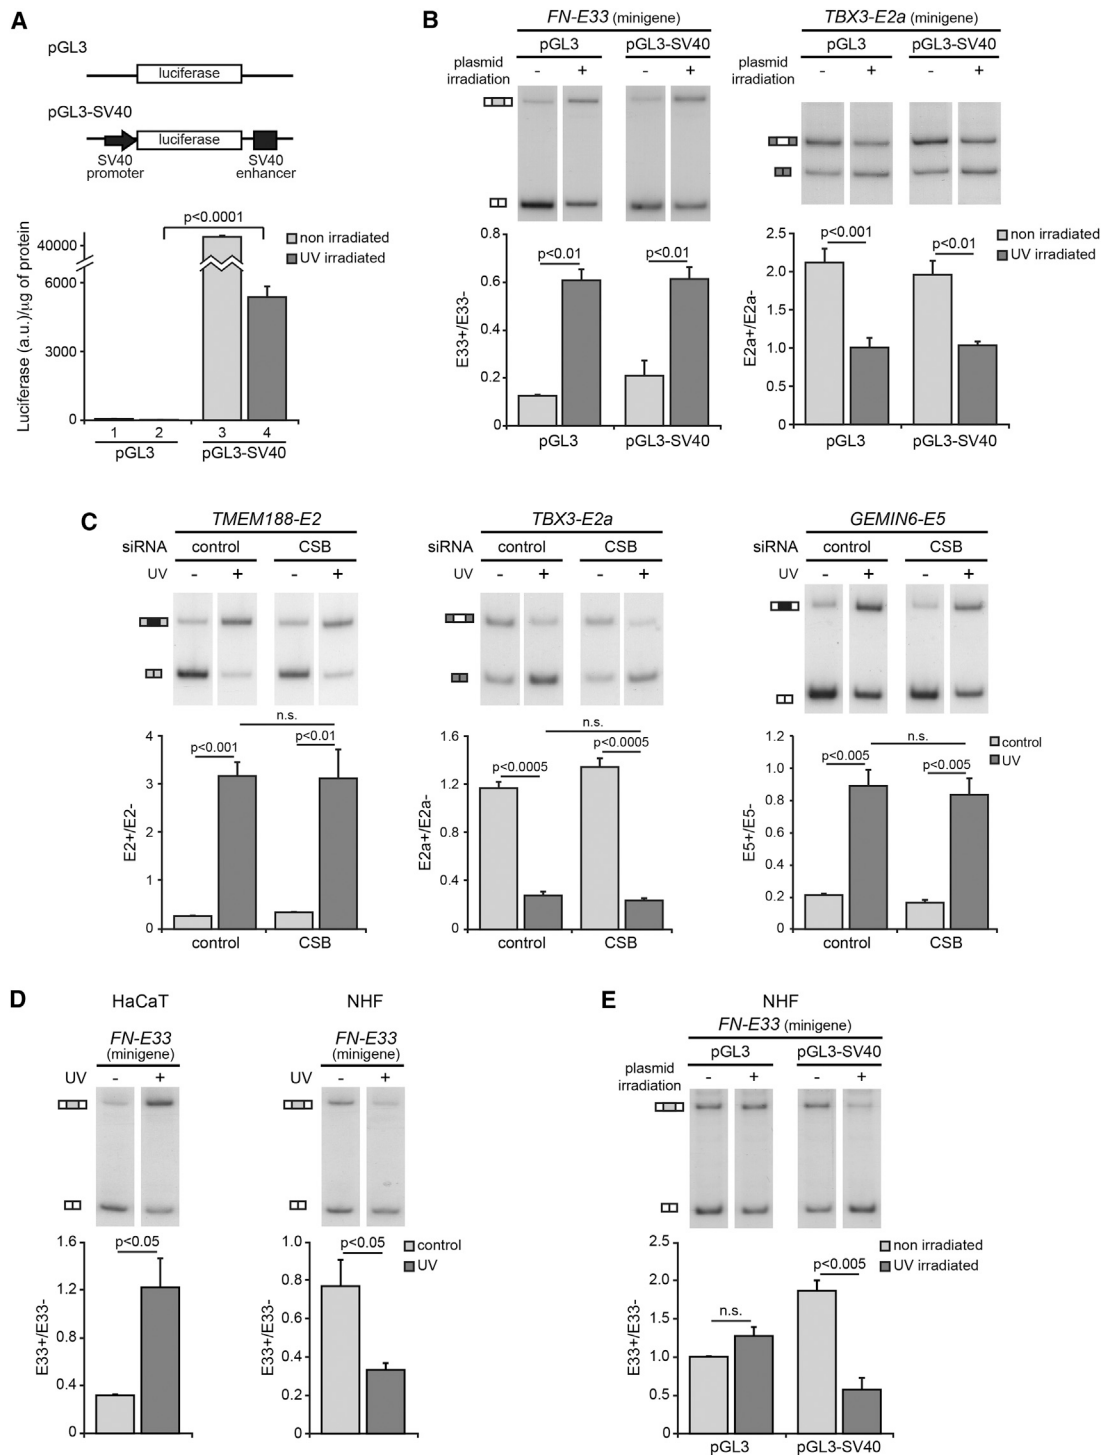 A
pGL3
luciferase
pGL3-SV40
luciferase
SV40 promoter
SV40 enhancer
p<0.0001
non irradiated
UV irradiated
Luciferase (a.u.)/µg of protein
40000
6000
3000
0
1 2 3 4
pGL3 pGL3-SV40
B
FN-E33 (minigene)
pGL3 pGL3-SV40
plasmid irradiation - + - +
0.8
0.6
0.4
0.2
0
E33+/E33-
p<0.01 p<0.01
pGL3 pGL3-SV40
TBX3-E2a (minigene)
pGL3 pGL3-SV40
plasmid irradiation - + - +
2.5
2.0
1.5
1.0
0.5
0
E2a+/E2a-
p<0.001 p<0.01
non irradiated
UV irradiated
pGL3 pGL3-SV40
C
TMEM188-E2
siRNA control CSB
UV - + - +
n.s.
p<0.001 p<0.01
4
3
2
1
0
E2+/E2-
control CSB
TBX3-E2a
siRNA control CSB
UV - + - +
n.s.
p<0.0005 p<0.0005
1.6
1.2
0.8
0.4
0
E2a+/E2a-
control CSB
GEMIN6-E5
siRNA control CSB
UV - + - +
n.s.
p<0.005 p<0.005
control
UV
1.2
1.0
0.8
0.6
0.4
0.2
0
E5+/E5-
control CSB
D
HaCaT
FN-E33
(minigene)
UV - +
1.6
1.2
0.8
0.4
0
E33+/E33-
p<0.05
NHF
FN-E33
(minigene)
UV - +
1.0
0.8
0.6
0.4
0.2
0
E33+/E33-
p<0.05
control
UV
E
NHF
FN-E33 (minigene)
pGL3 pGL3-SV40
plasmid irradiation - + - +
2.5
2.0
1.5
1.0
0.5
0
E33+/E33-
n.s. p<0.005
non irradiated
UV irradiated
pGL3 pGL3-SV40